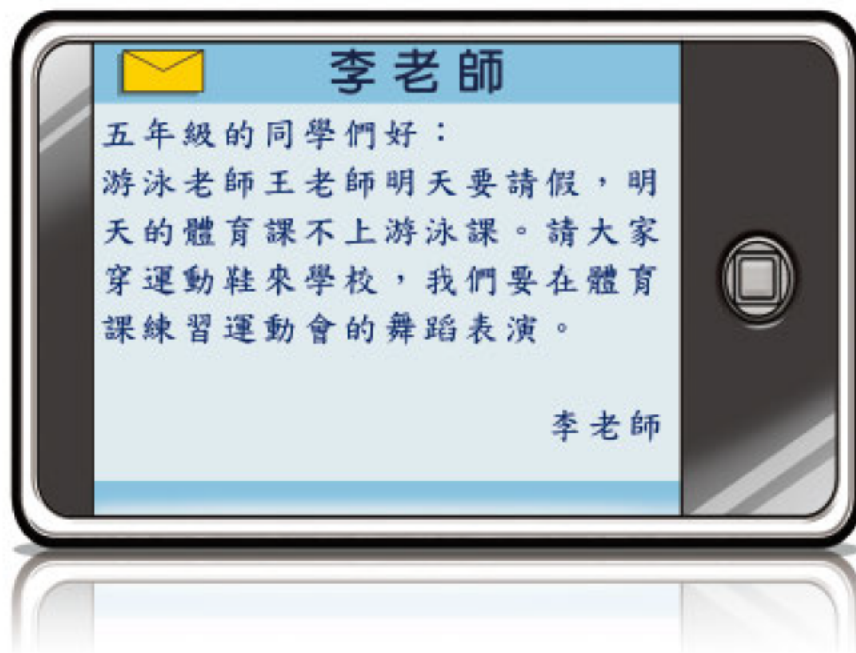 李老師
五年級的同學們好：
游泳老師王老師明天要請假，明
天的體育課不上游泳課。請大家
穿運動鞋來學校，我們要在體育
課練習運動會的舞蹈表演。
李老師